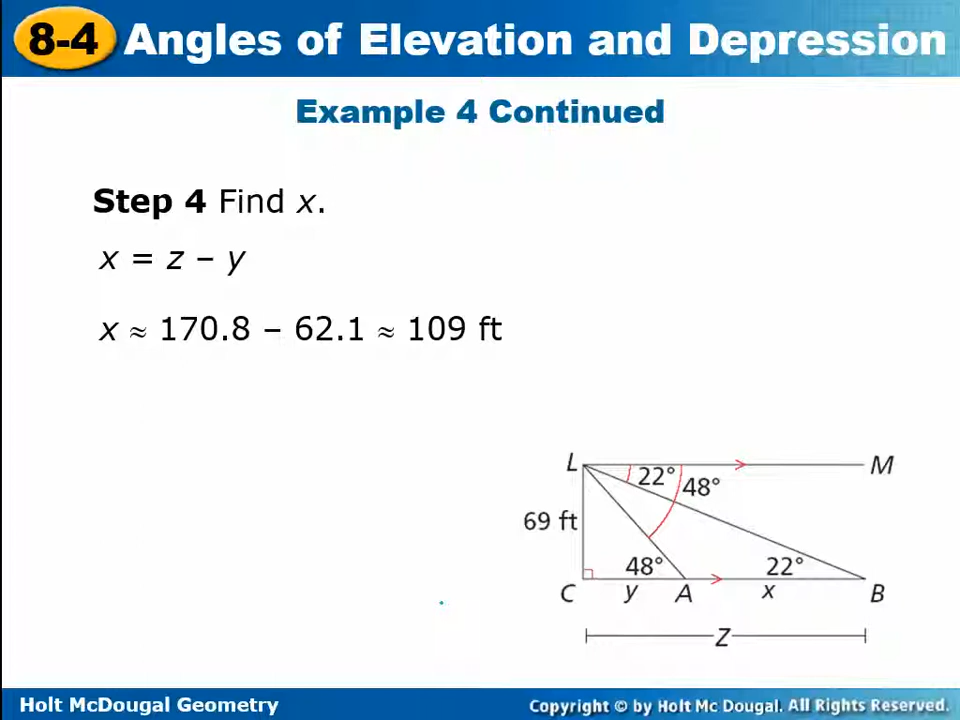 8-4 Angles of Elevation and Depression
Example 4 Continued
Step 4 Find x.
x = z – y
x ≈ 170.8 – 62.1 ≈ 109 ft
L M
22°
48°
69 ft
48° 22°
C y A x B
z
Holt McDougal Geometry
Copyright © by Holt Mc Dougal. All Rights Reserved.